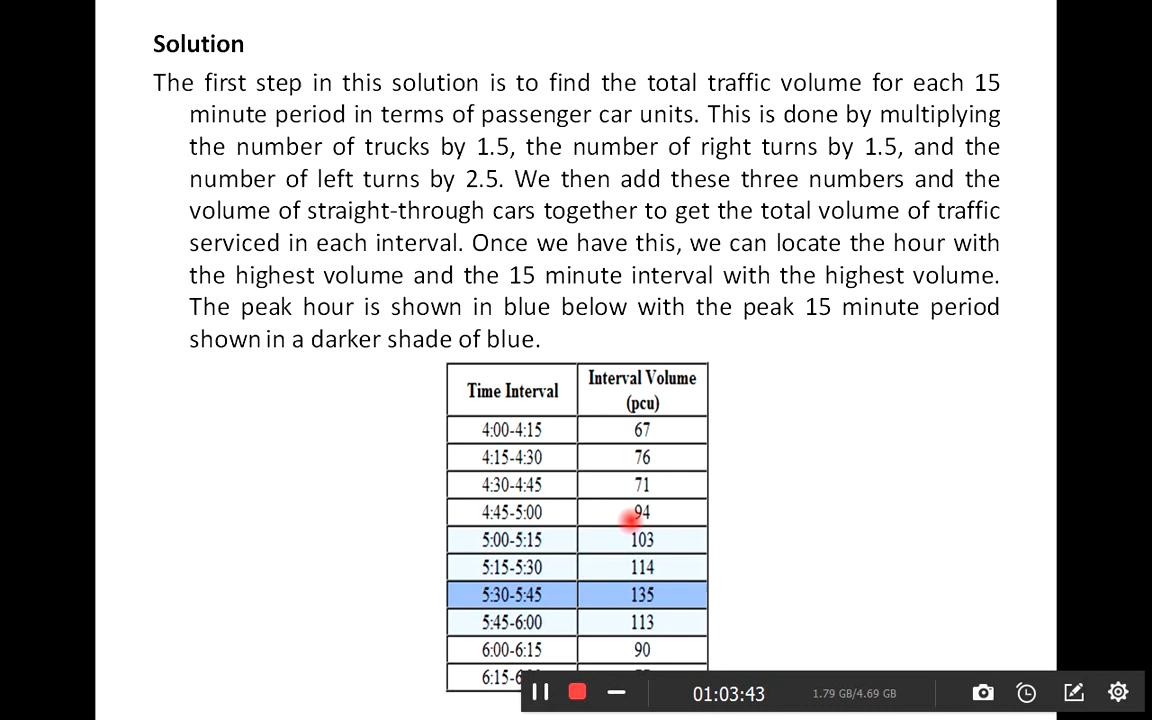 Solution
The first step in this solution is to find the total traffic volume for each 15
minute period in terms of passenger car units. This is done by multiplying
the number of trucks by 1.5, the number of right turns by 1.5, and the
number of left turns by 2.5. We then add these three numbers and the
volume of straight-through cars together to get the total volume of traffic
serviced in each interval. Once we have this, we can locate the hour with
the highest volume and the 15 minute interval with the highest volume.
The peak hour is shown in blue below with the peak 15 minute period
shown in a darker shade of blue.
Time Interval Interval Volume (pcu)
4:00-4:15 67
4:15-4:30 76
4:30-4:45 71
4:45-5:00 94
5:00-5:15 103
5:15-5:30 114
5:30-5:45 135
5:45-6:00 113
6:00-6:15 90
6:15-6
01:03:43 1.79 GB/4.69 GB